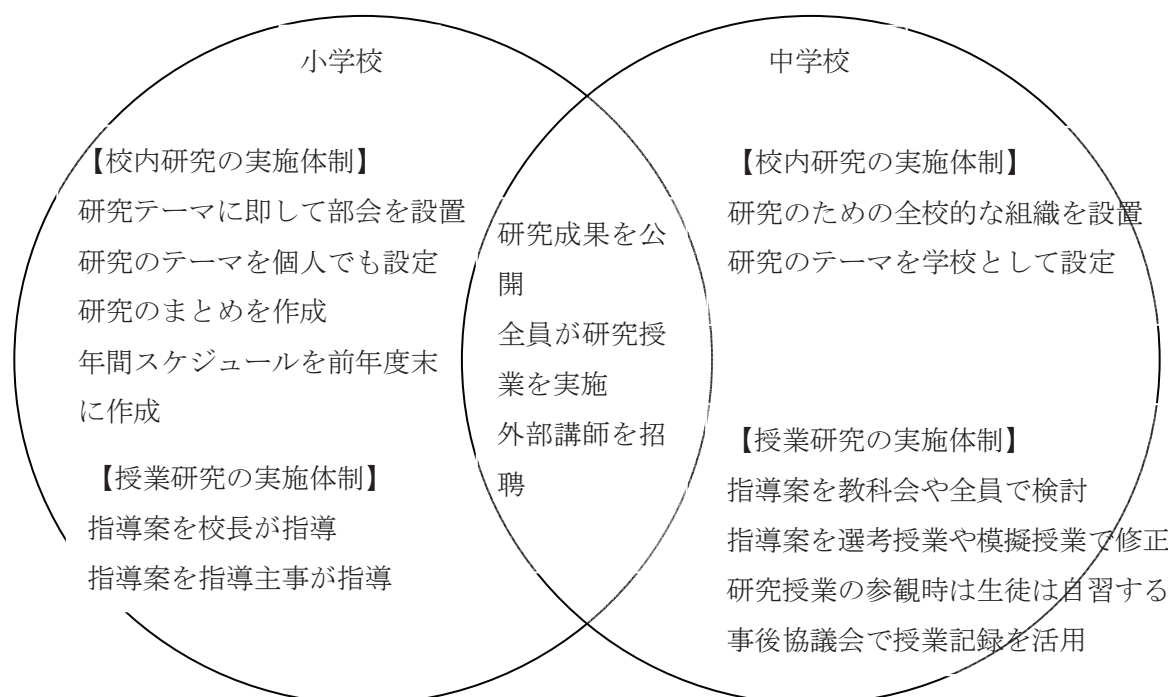 小学校
【校内研究の実施体制】
研究テーマに即して部会を設置
研究のテーマを個人でも設定
研究のまとめを作成
年間スケジュールを前年度末
に作成
【授業研究の実施体制】
指導案を校長が指導
指導案を指導主事が指導
研究成果を公
開
全員が研究授
業を実施
外部講師を招
聘
中学校
【校内研究の実施体制】
研究のための全校的な組織を設置
研究のテーマを学校として設定
【授業研究の実施体制】
指導案を教科会や全員で検討
指導案を選考授業や模擬授業で修正
研究授業の参観時は生徒は自習する
事後協議会で授業記録を活用